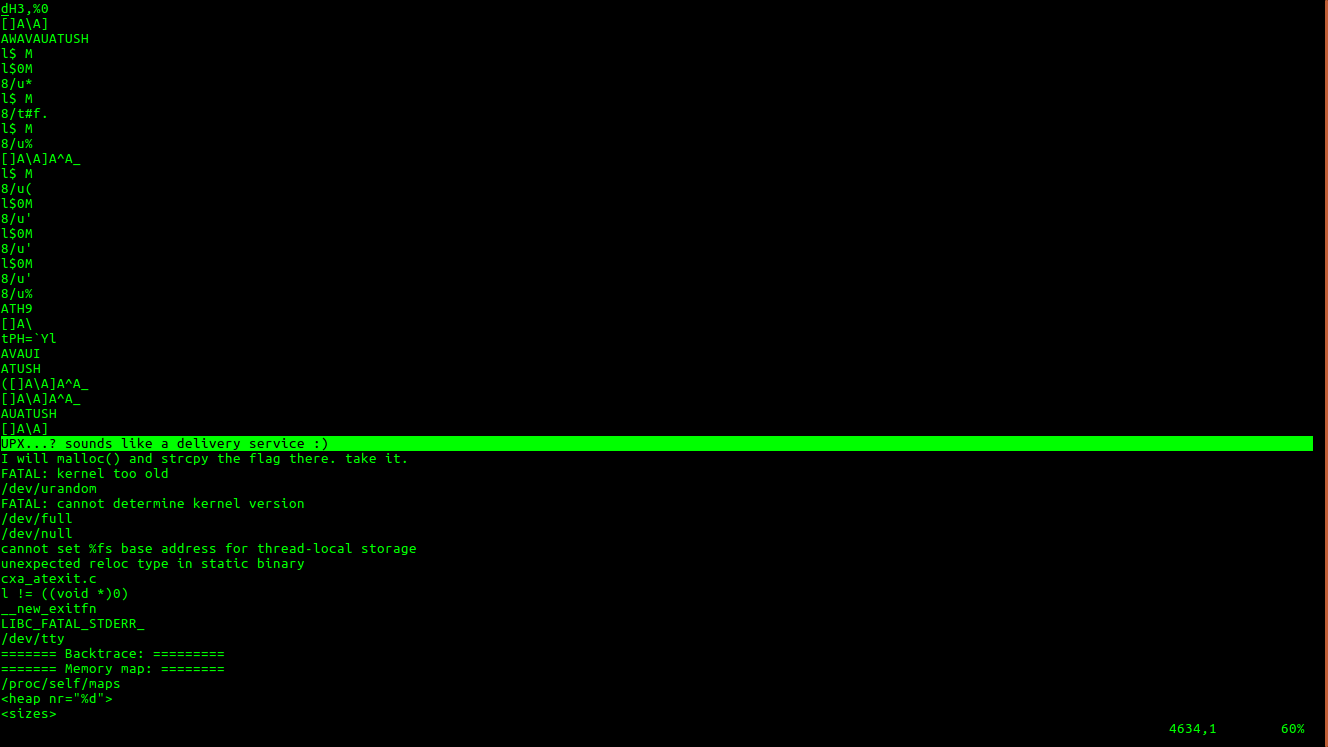 dH3,%0
[]A\A]
AWAVAUATUSH
l$ M
l$0M
8/u*
l$ M
8/t#f.
l$ M
8/u%
[]A\A]A^A_
l$ M
8/u(
l$0M
8/u'
l$0M
8/u'
l$0M
8/u'
8/u%
ATH9
[]A\
tPH=`Yl
AVAUI
ATUSH
([]A\A]A^A_
[]A\A]A^A_
AUATUSH
[]A\A]
UPX...? sounds like a delivery service :)
I will malloc() and strcpy the flag there. take it.
FATAL: kernel too old
/dev/urandom
FATAL: cannot determine kernel version
/dev/full
/dev/null
cannot set %fs base address for thread-local storage
unexpected reloc type in static binary
cxa_atexit.c
l != ((void *)0)
__new_exitfn
LIBC_FATAL_STDERR_
/dev/tty
======= Backtrace: =========
======= Memory map: ========
/proc/self/maps
<heap nr="%d">
<sizes>
4634,1 60%